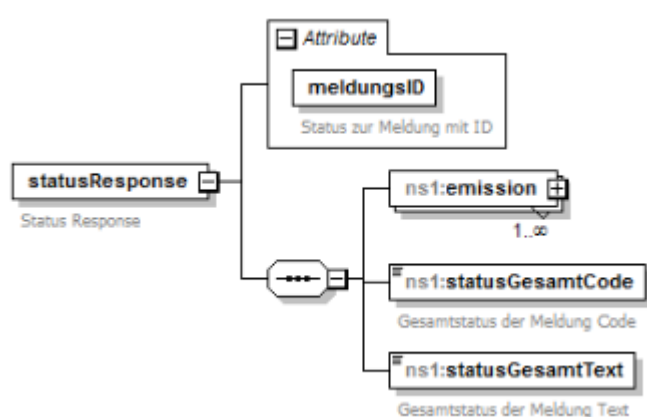 Attribute
meldungsID
Status zur Meldung mit ID
statusResponse
Status Response
ns1:emission
1..∞
ns1:statusGesamtCode
Gesamtstatus der Meldung Code
ns1:statusGesamtText
Gesamtstatus der Meldung Text